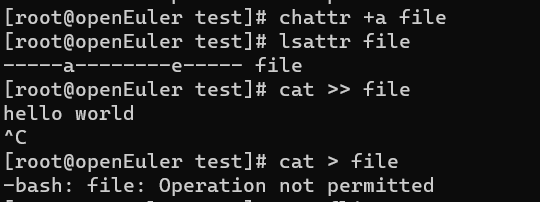 [root@openEuler test]# chattr +a file
[root@openEuler test]# lsattr file
-----a--------e----- file
[root@openEuler test]# cat >> file
hello world
^C
[root@openEuler test]# cat > file
-bash: file: Operation not permitted